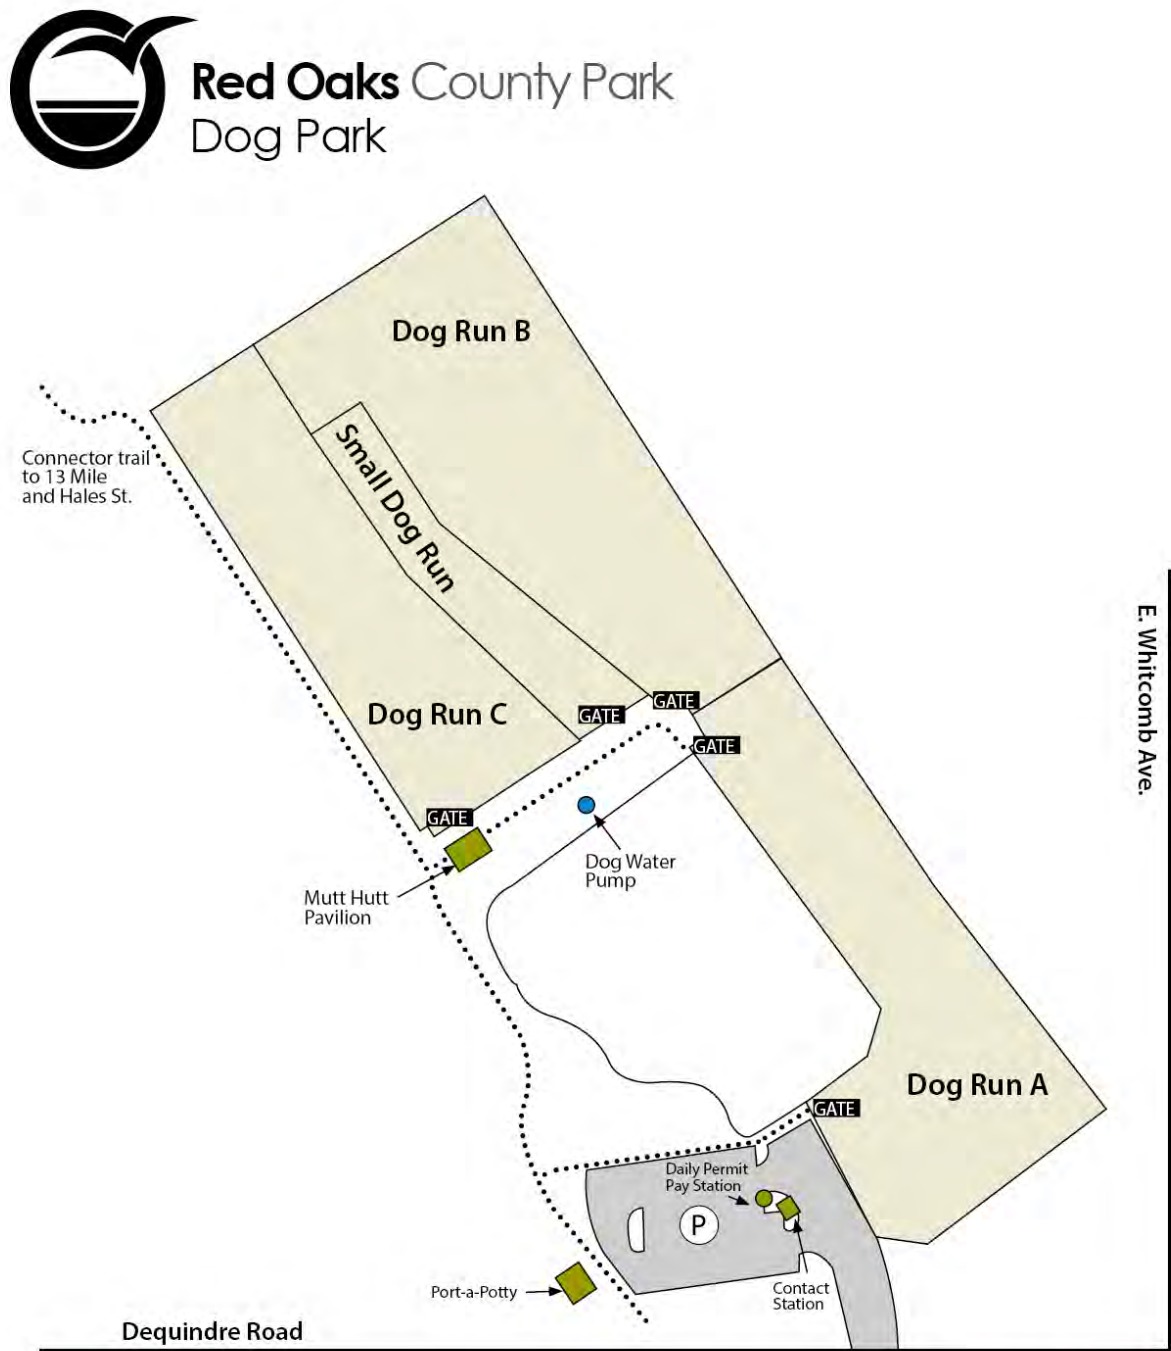 Red Oaks County Park
Dog Park
Dog Run B
Small Dog Run
Connector trail
to 13 Mile
and Hales St.
E. Whitcomb Ave.
Dog Run C
GATE
GATE
GATE
GATE
Dog Water
Pump
Mutt Hutt
Pavilion
Dog Run A
GATE
Daily Permit
Pay Station
P
Port-a-Potty
Contact
Station
Dequindre Road